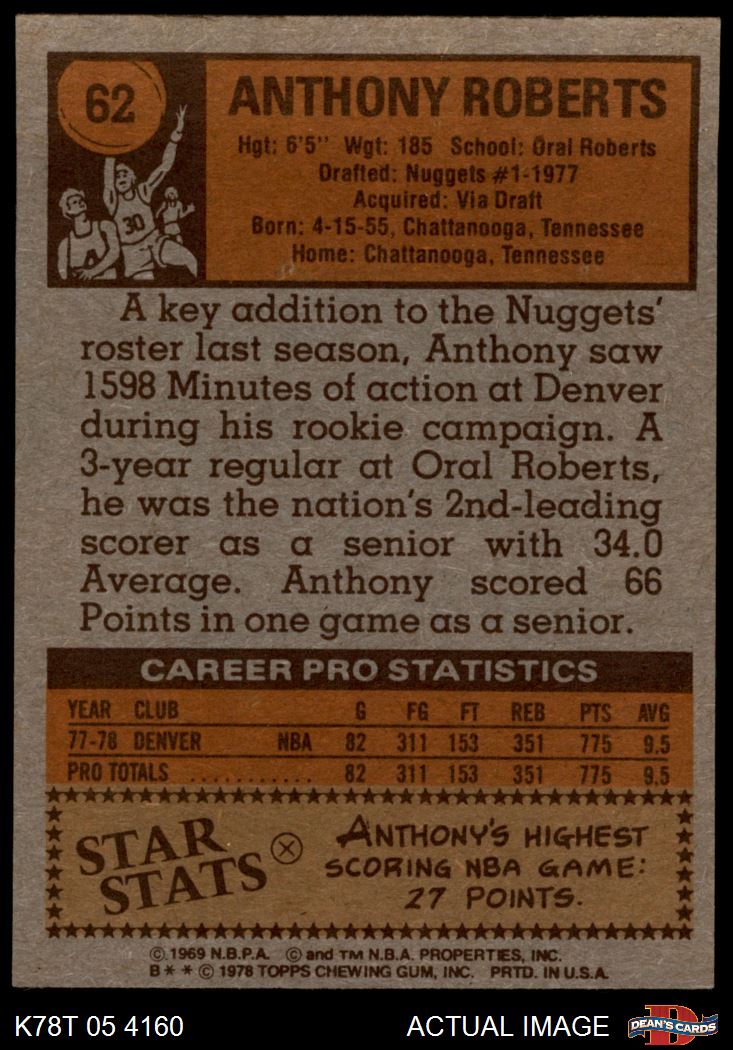 62
30
ANTHONY ROBERTS
Hgt: 6'5" Wgt: 185 School: Oral Roberts
Drafted: Nuggets #1-1977
Acquired: Via Draft
Born: 4-15-55, Chattanooga, Tennessee
Home: Chattanooga, Tennessee
A key addition to the Nuggets'
roster last season, Anthony saw
1598 Minutes of action at Denver
during his rookie campaign. A
3-year regular at Oral Roberts,
he was the nation's 2nd-leading
scorer as a senior with 34.0
Average. Anthony scored 66
Points in one game as a senior.
CAREER PRO STATISTICS
YEAR CLUB G FG FT REB PTS AVG
77-78 DENVER NBA 82 311 153 351 775 9.5
PRO TOTALS ........... 82 311 153 351 775 9.5
STAR
STATS
ANTHONY'S HIGHEST
SCORING NBA GAME:
27 POINTS.
© 1969 N.B.P.A. © and TM N.B.A. PROPERTIES, INC.
B * * © 1978 TOPPS CHEWING GUM, INC. PRTD. IN U.S.A.
K78T 05 4160
ACTUAL IMAGE
D
DEAN'S CARDS